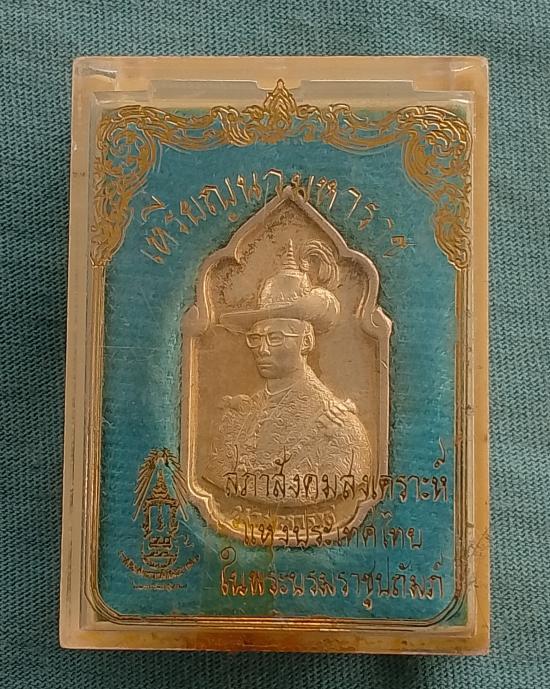 เหรียญนวมหาราช
สภาสังคมสงเคราะห์
แห่งประเทศไทย
ในพระบรมราชูปถัมภ์